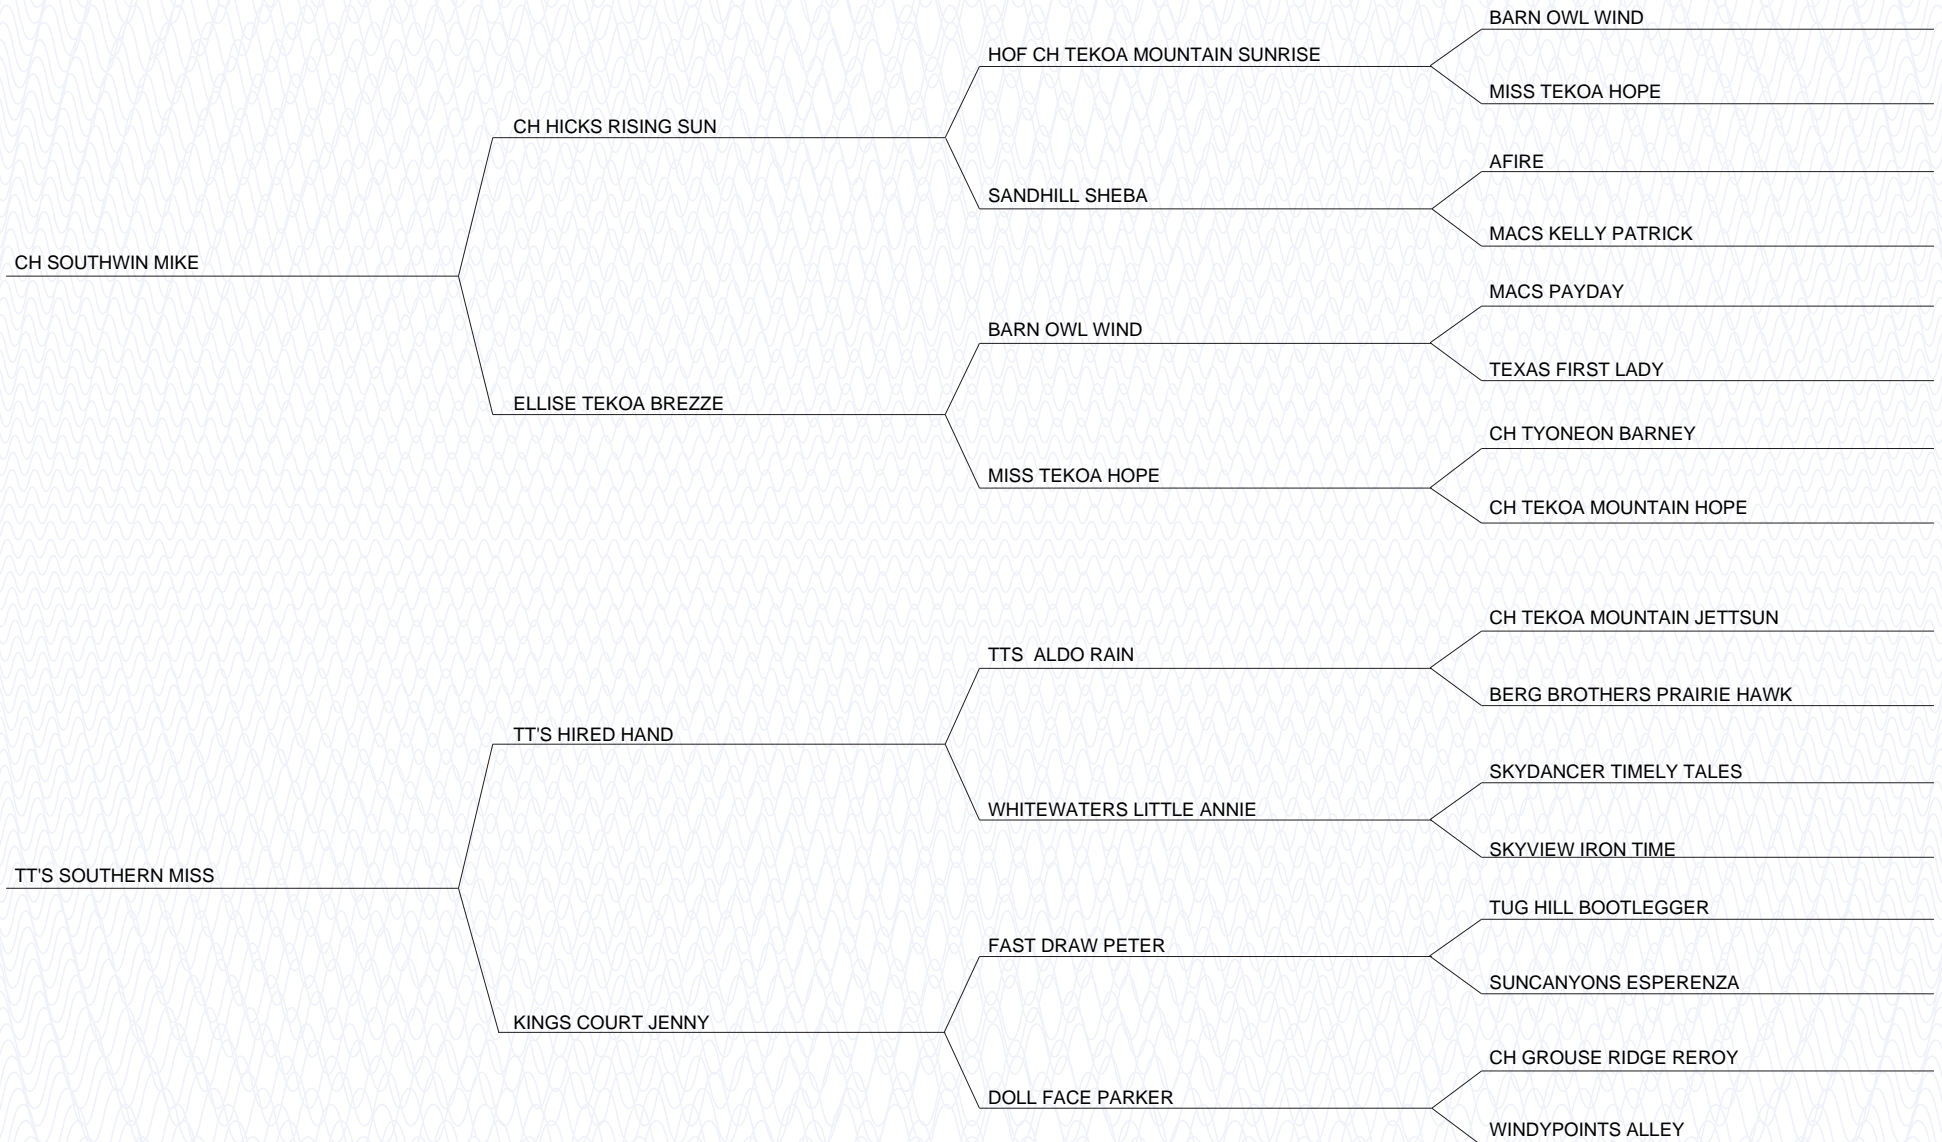 BARN OWL WIND
HOF CH TEKOA MOUNTAIN SUNRISE
MISS TEKOA HOPE
CH HICKS RISING SUN
AFIRE
SANDHILL SHEBA
MACS KELLY PATRICK
CH SOUTHWIN MIKE
MACS PAYDAY
BARN OWL WIND
TEXAS FIRST LADY
ELLISE TEKOA BREZZE
CH TYONEON BARNEY
MISS TEKOA HOPE
CH TEKOA MOUNTAIN HOPE
CH TEKOA MOUNTAIN JETTSUN
TTS  ALDO RAIN
BERG BROTHERS PRAIRIE HAWK
TT'S HIRED HAND
SKYDANCER TIMELY TALES
WHITEWATERS LITTLE ANNIE
SKYVIEW IRON TIME
TT'S SOUTHERN MISS
TUG HILL BOOTLEGGER
FAST DRAW PETER
SUNCANYONS ESPERENZA
KINGS COURT JENNY
CH GROUSE RIDGE REROY
DOLL FACE PARKER
WINDYPOINTS ALLEY